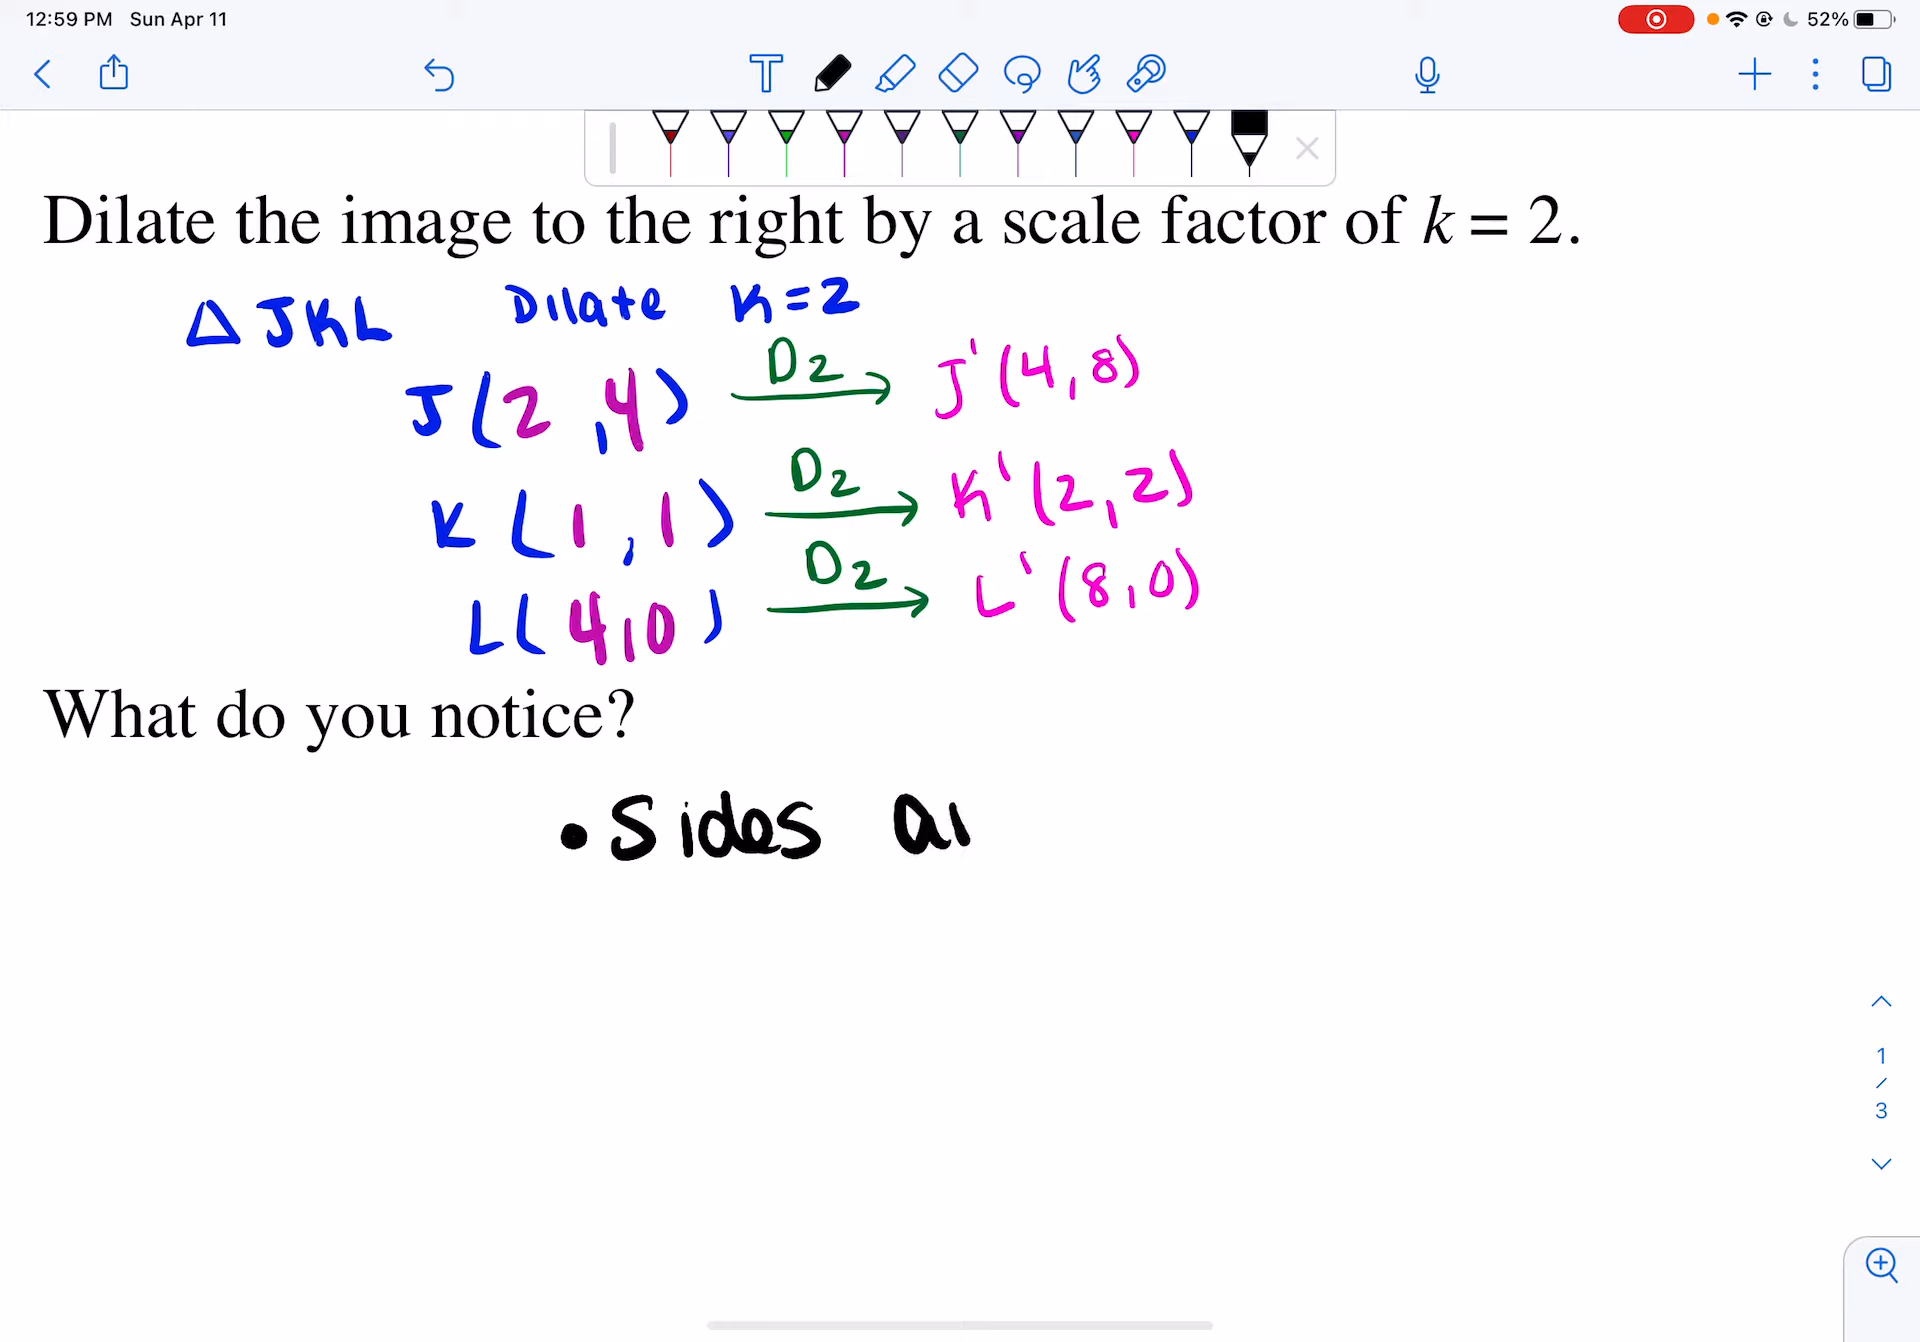 12:59 PM Sun Apr 11 52%
T
Dilate the image to the right by a scale factor of k = 2.
△ JKL Dilate K=2
J(2,4) D2 → J'(4,8)
K(1,1) D2 → K'(2,2)
L(4,0) D2 → L'(8,0)
What do you notice?
• Sides ar
1
/
3